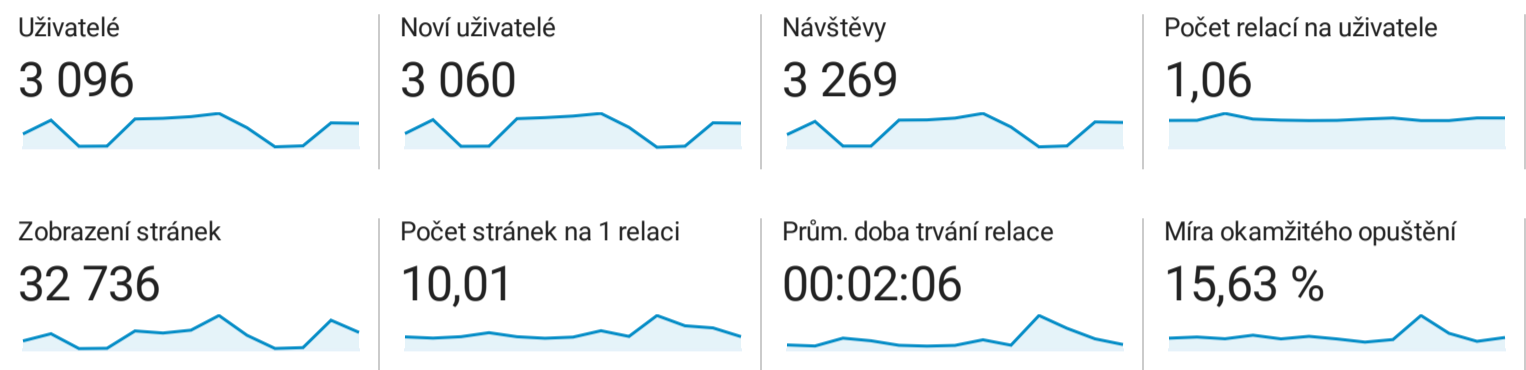 Uživatelé
3 096
Noví uživatelé
3 060
Návštěvy
3 269
Počet relací na uživatele
1,06
Zobrazení stránek
32 736
Počet stránek na 1 relaci
10,01
Prům. doba trvání relace
00:02:06
Míra okamžitého opuštění
15,63 %